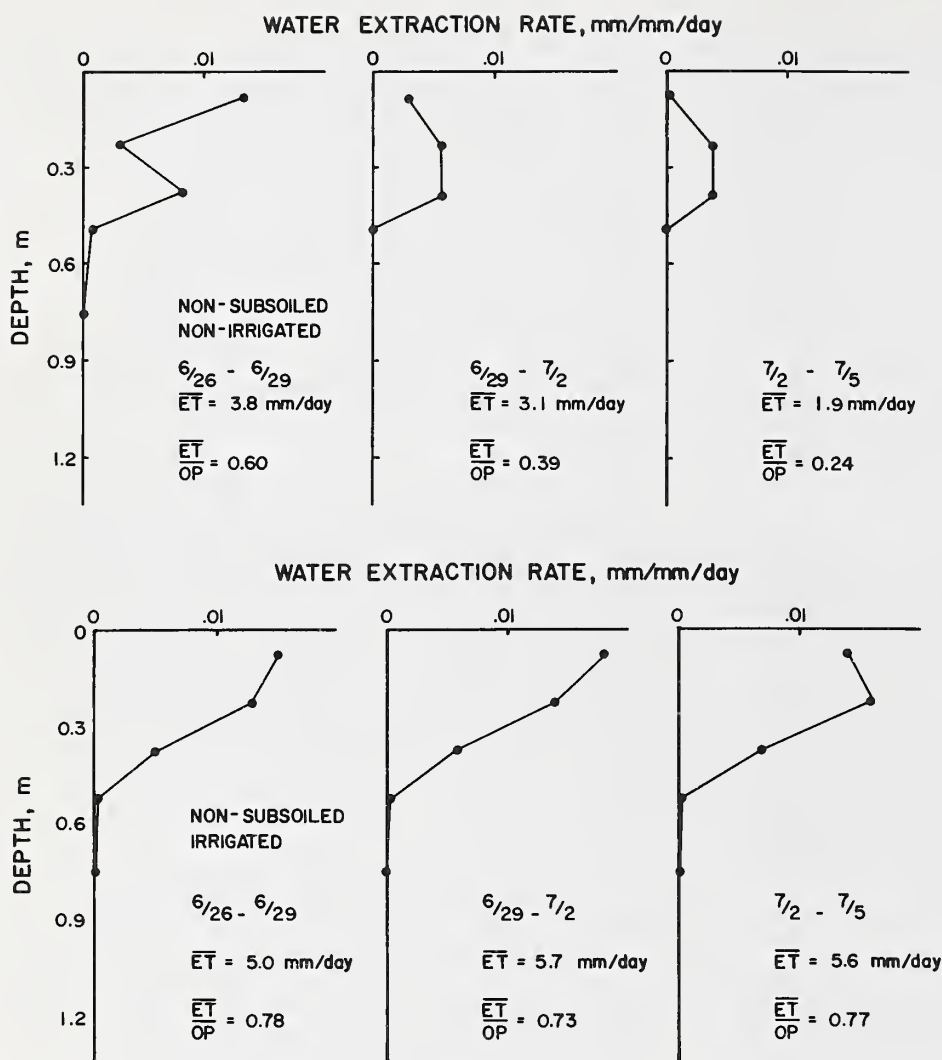 WATER EXTRACTION RATE, mm/mm/day
0 .01 0 .01 0 .01
0.3
0.6
0.9
1.2
DEPTH, m
NON-SUBSOILED
NON-IRRIGATED
6/26 - 6/29
ET = 3.8 mm/day
ET/OP = 0.60
6/29 - 7/2
ET = 3.1 mm/day
ET/OP = 0.39
7/2 - 7/5
ET = 1.9 mm/day
ET/OP = 0.24
WATER EXTRACTION RATE, mm/mm/day
0 .01 0 .01 0 .01
0
0.3
0.6
0.9
1.2
DEPTH, m
NON-SUBSOILED
IRRIGATED
6/26 - 6/29
ET = 5.0 mm/day
ET/OP = 0.78
6/29 - 7/2
ET = 5.7 mm/day
ET/OP = 0.73
7/2 - 7/5
ET = 5.6 mm/day
ET/OP = 0.77